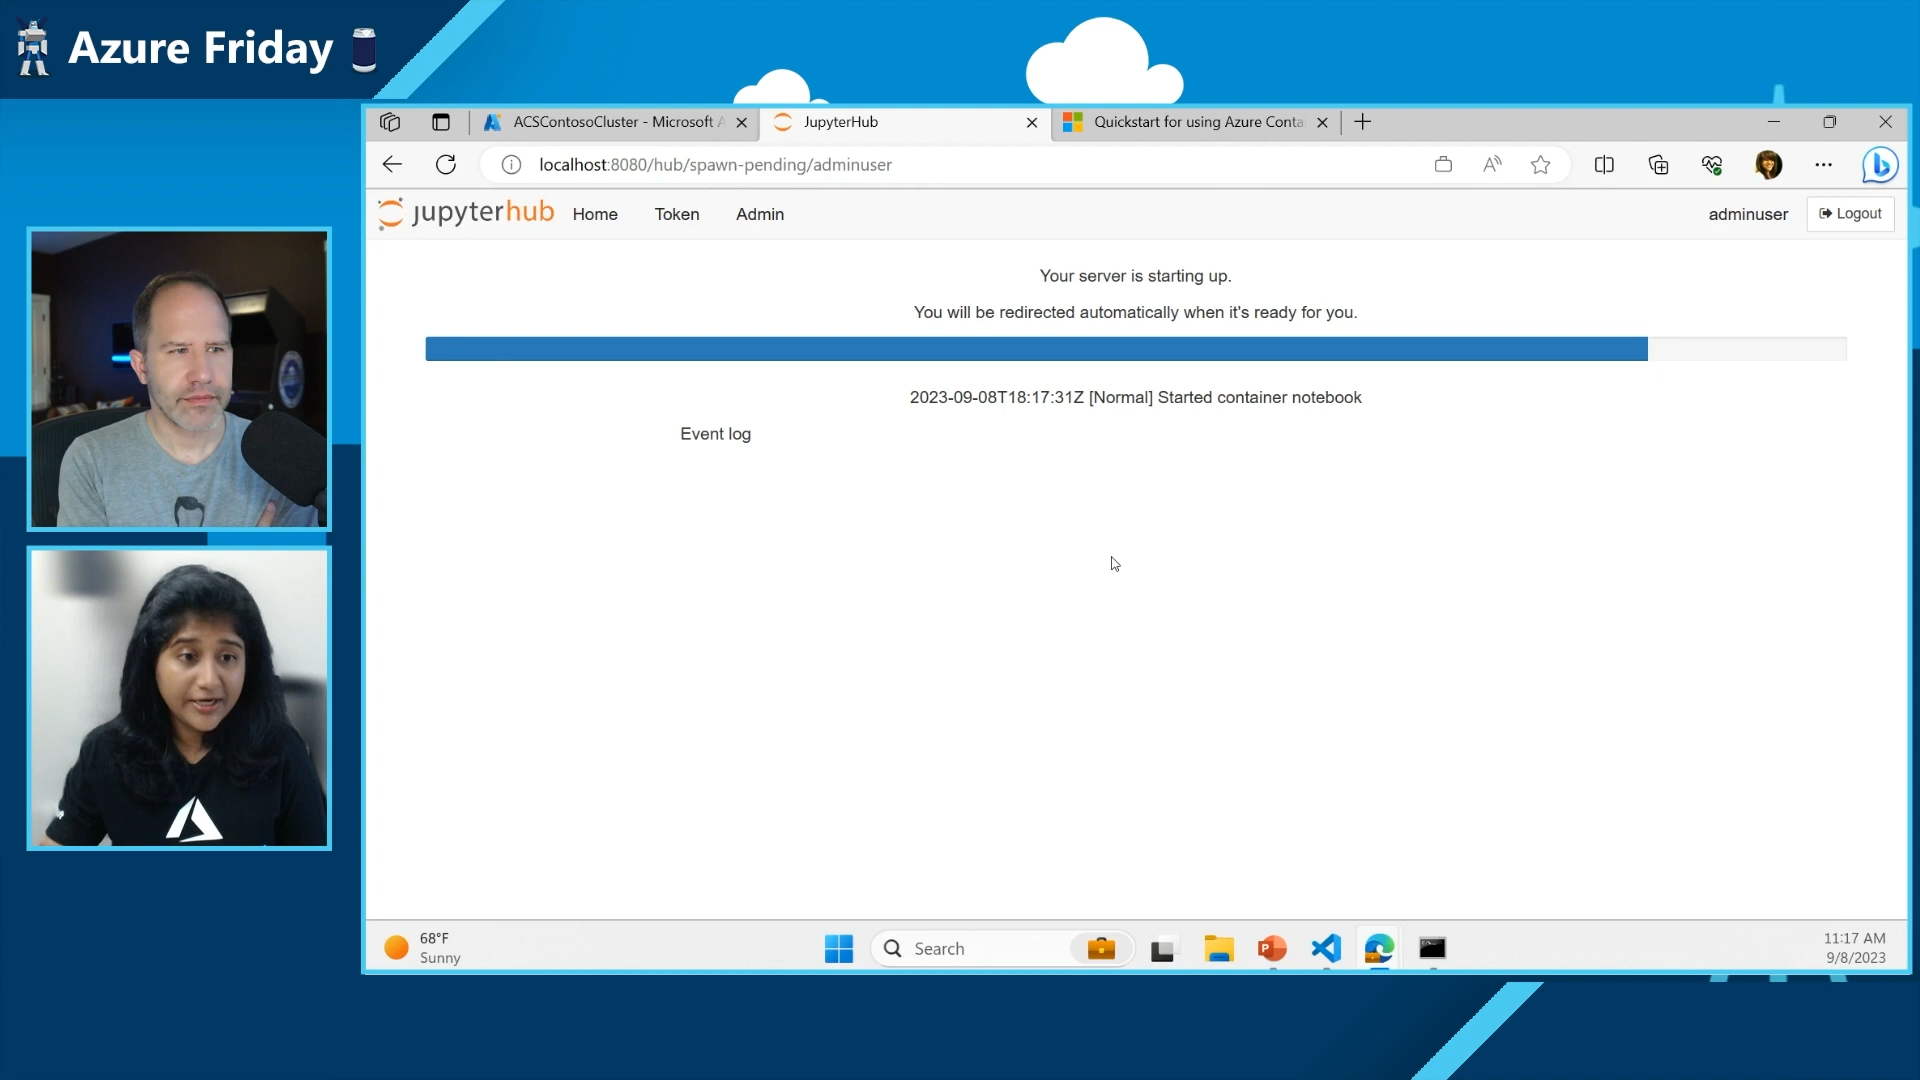 Azure Friday
ACSContosoCluster - Microsoft A
JupyterHub
Quickstart for using Azure Conta
localhost:8080/hub/spawn-pending/adminuser
jupyterhub
Home
Token
Admin
adminuser
Logout
Your server is starting up.
You will be redirected automatically when it's ready for you.
2023-09-08T18:17:31Z [Normal] Started container notebook
Event log
68°F
Sunny
Search
11:17 AM
9/8/2023